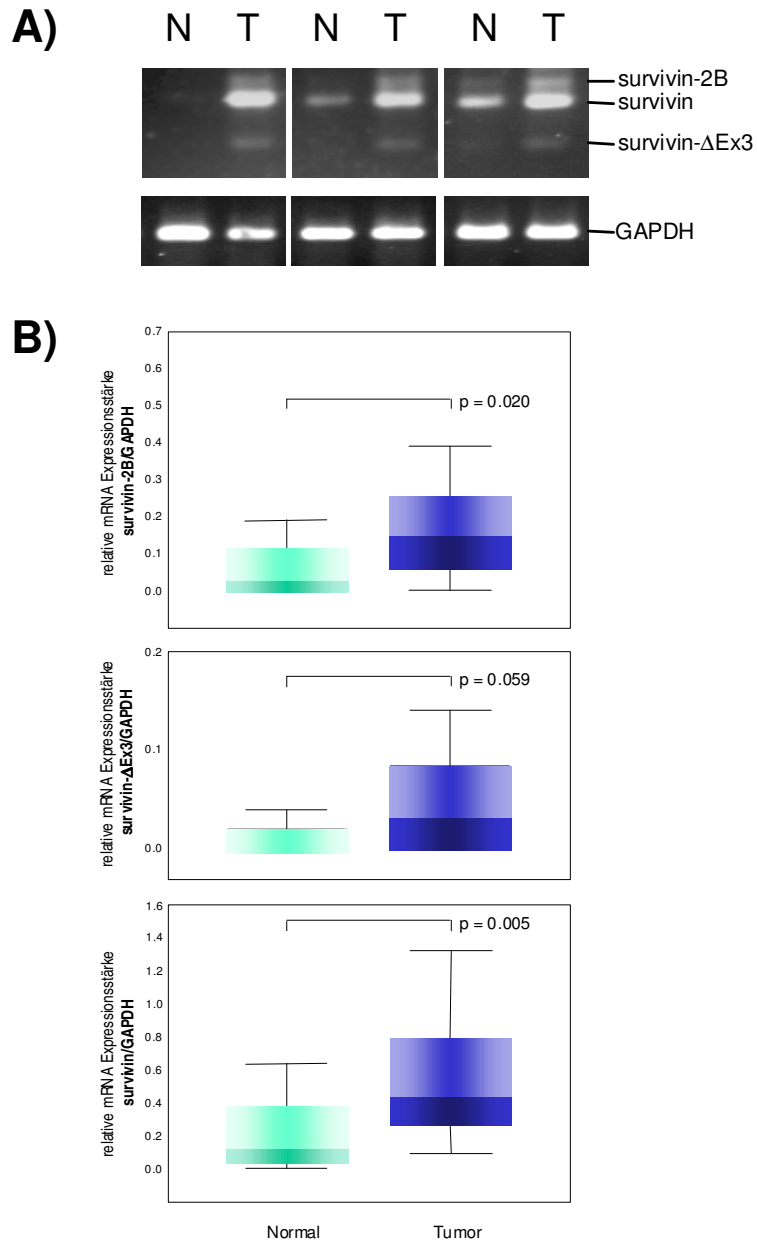 A)
N T N T N T
survivin-2B
survivin
survivin-ΔEx3
GAPDH
B)
relative mRNA Expressionsstärke
survivin-2B/GAPDH
0.7
0.6
0.5
0.4
0.3
0.2
0.1
0.0
p = 0.020
relative mRNA Expressionsstärke
survivin-ΔEx3/GAPDH
0.2
0.1
0.0
p = 0.059
relative mRNA Expressionsstärke
survivin/GAPDH
1.6
1.4
1.2
1.0
0.8
0.6
0.4
0.2
0.0
p = 0.005
Normal Tumor